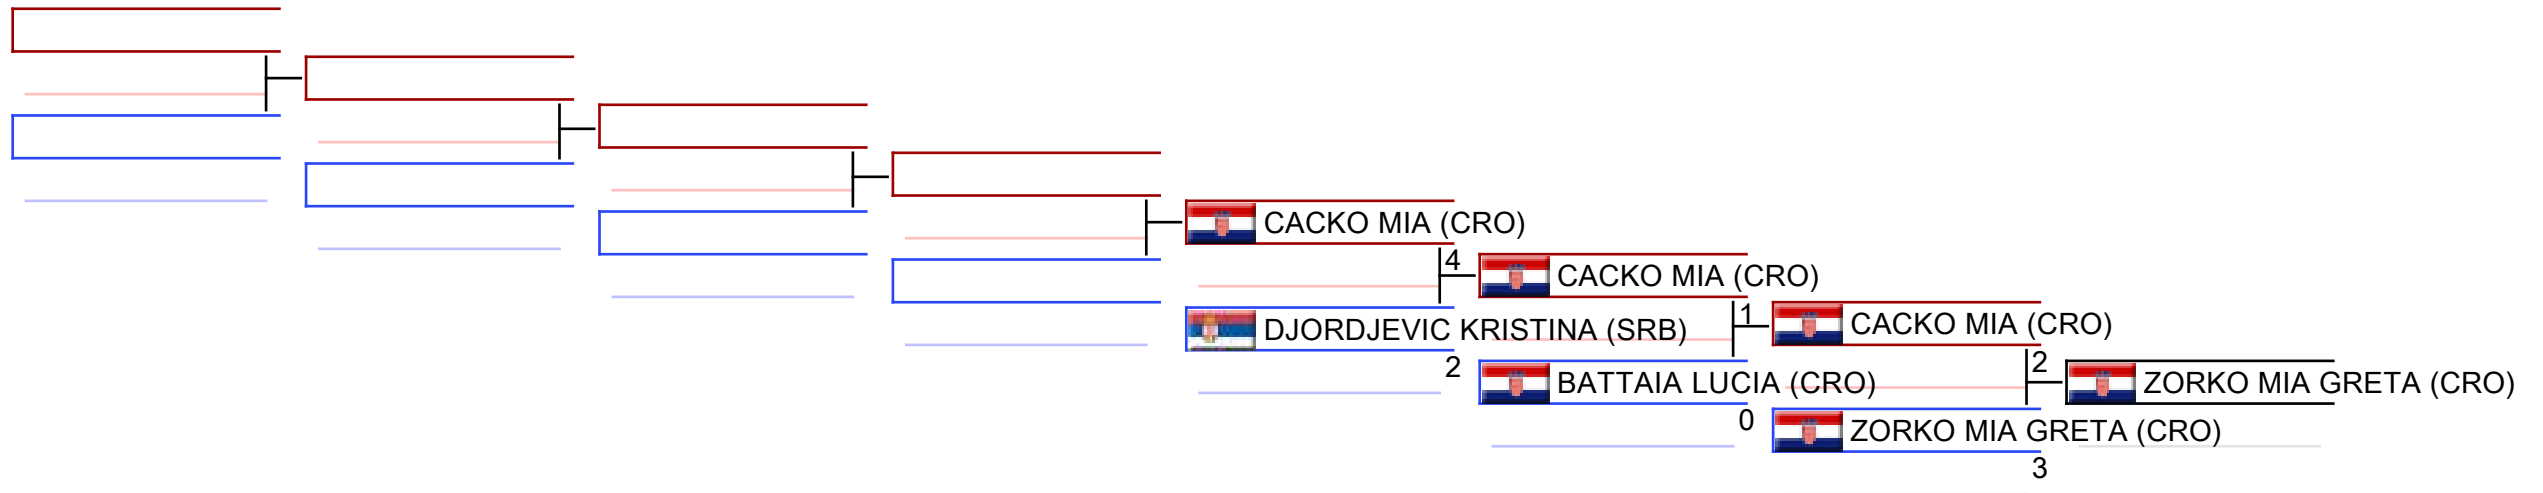 CACKO MIA (CRO)
4
CACKO MIA (CRO)
DJORDJEVIC KRISTINA (SRB)
2
1
CACKO MIA (CRO)
BATTAIA LUCIA (CRO)
0
2
ZORKO MIA GRETA (CRO)
ZORKO MIA GRETA (CRO)
3